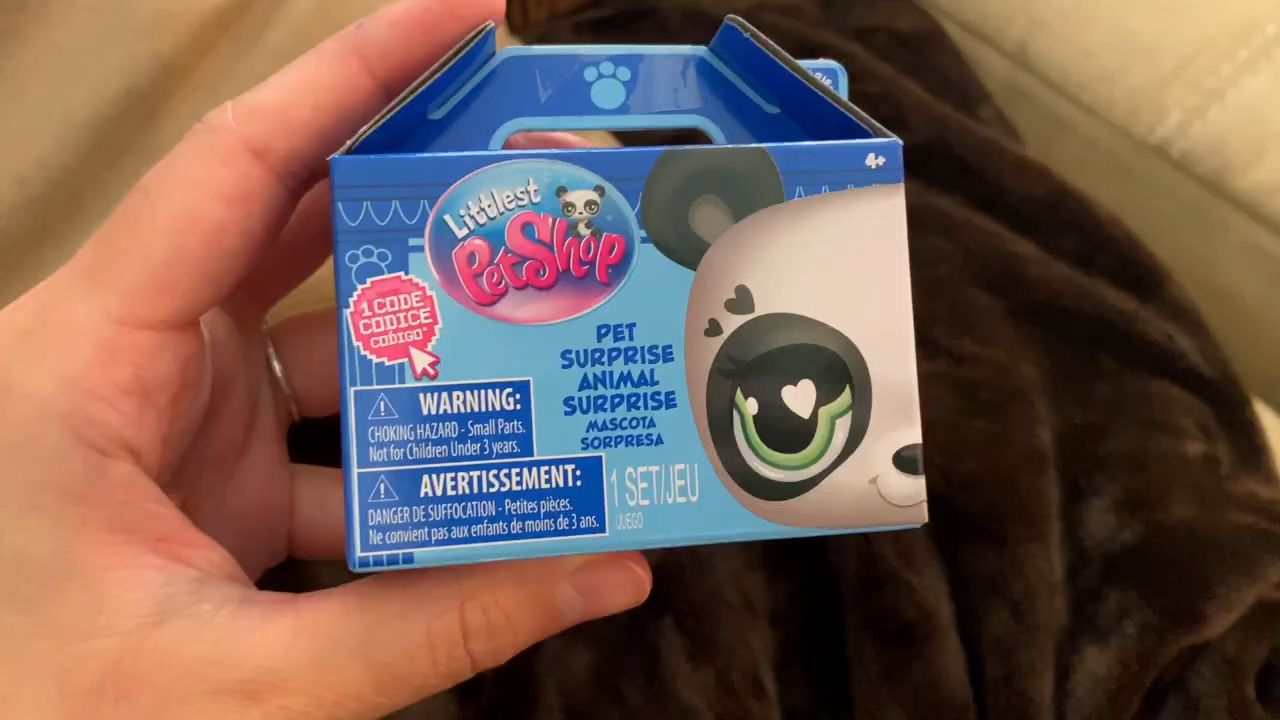 4+
Littlest
PetShop
1 CODE
CODICE
CÓDIGO*
PET
SURPRISE
ANIMAL
SURPRISE
MASCOTA
SORPRESA
WARNING:
CHOKING HAZARD - Small Parts.
Not for Children Under 3 years.
AVERTISSEMENT:
DANGER DE SUFFOCATION - Petites pièces.
Ne convient pas aux enfants de moins de 3 ans.
1 SET/JEU
JUEGO